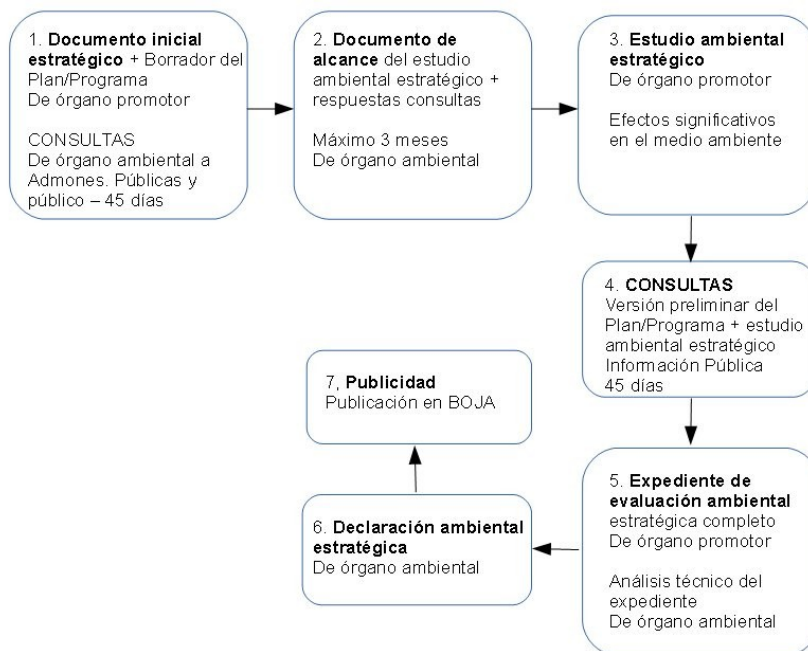 1. Documento inicial
estratégico + Borrador del
Plan/Programa
De órgano promotor
CONSULTAS
De órgano ambiental a
Admones. Públicas y
público – 45 días
2. Documento de
alcance del estudio
ambiental estratégico +
respuestas consultas
Máximo 3 meses
De órgano ambiental
3. Estudio ambiental
estratégico
De órgano promotor
Efectos significativos
en el medio ambiente
4. CONSULTAS
Versión preliminar del
Plan/Programa + estudio
ambiental estratégico
Información Pública
45 días
5. Expediente de
evaluación ambiental
estratégica completo
De órgano promotor
Análisis técnico del
expediente
De órgano ambiental
6. Declaración ambiental
estratégica
De órgano ambiental
7, Publicidad
Publicación en BOJA